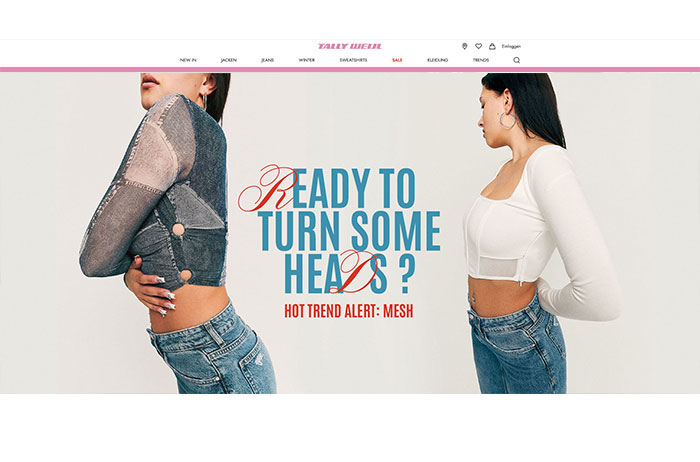 TALLY WEIJL
Einloggen
NEW IN JACKEN JEANS WINTER SWEATSHIRTS SALE KLEIDUNG TRENDS
READY TO
TURN SOME
HEADS ?
HOT TREND ALERT: MESH